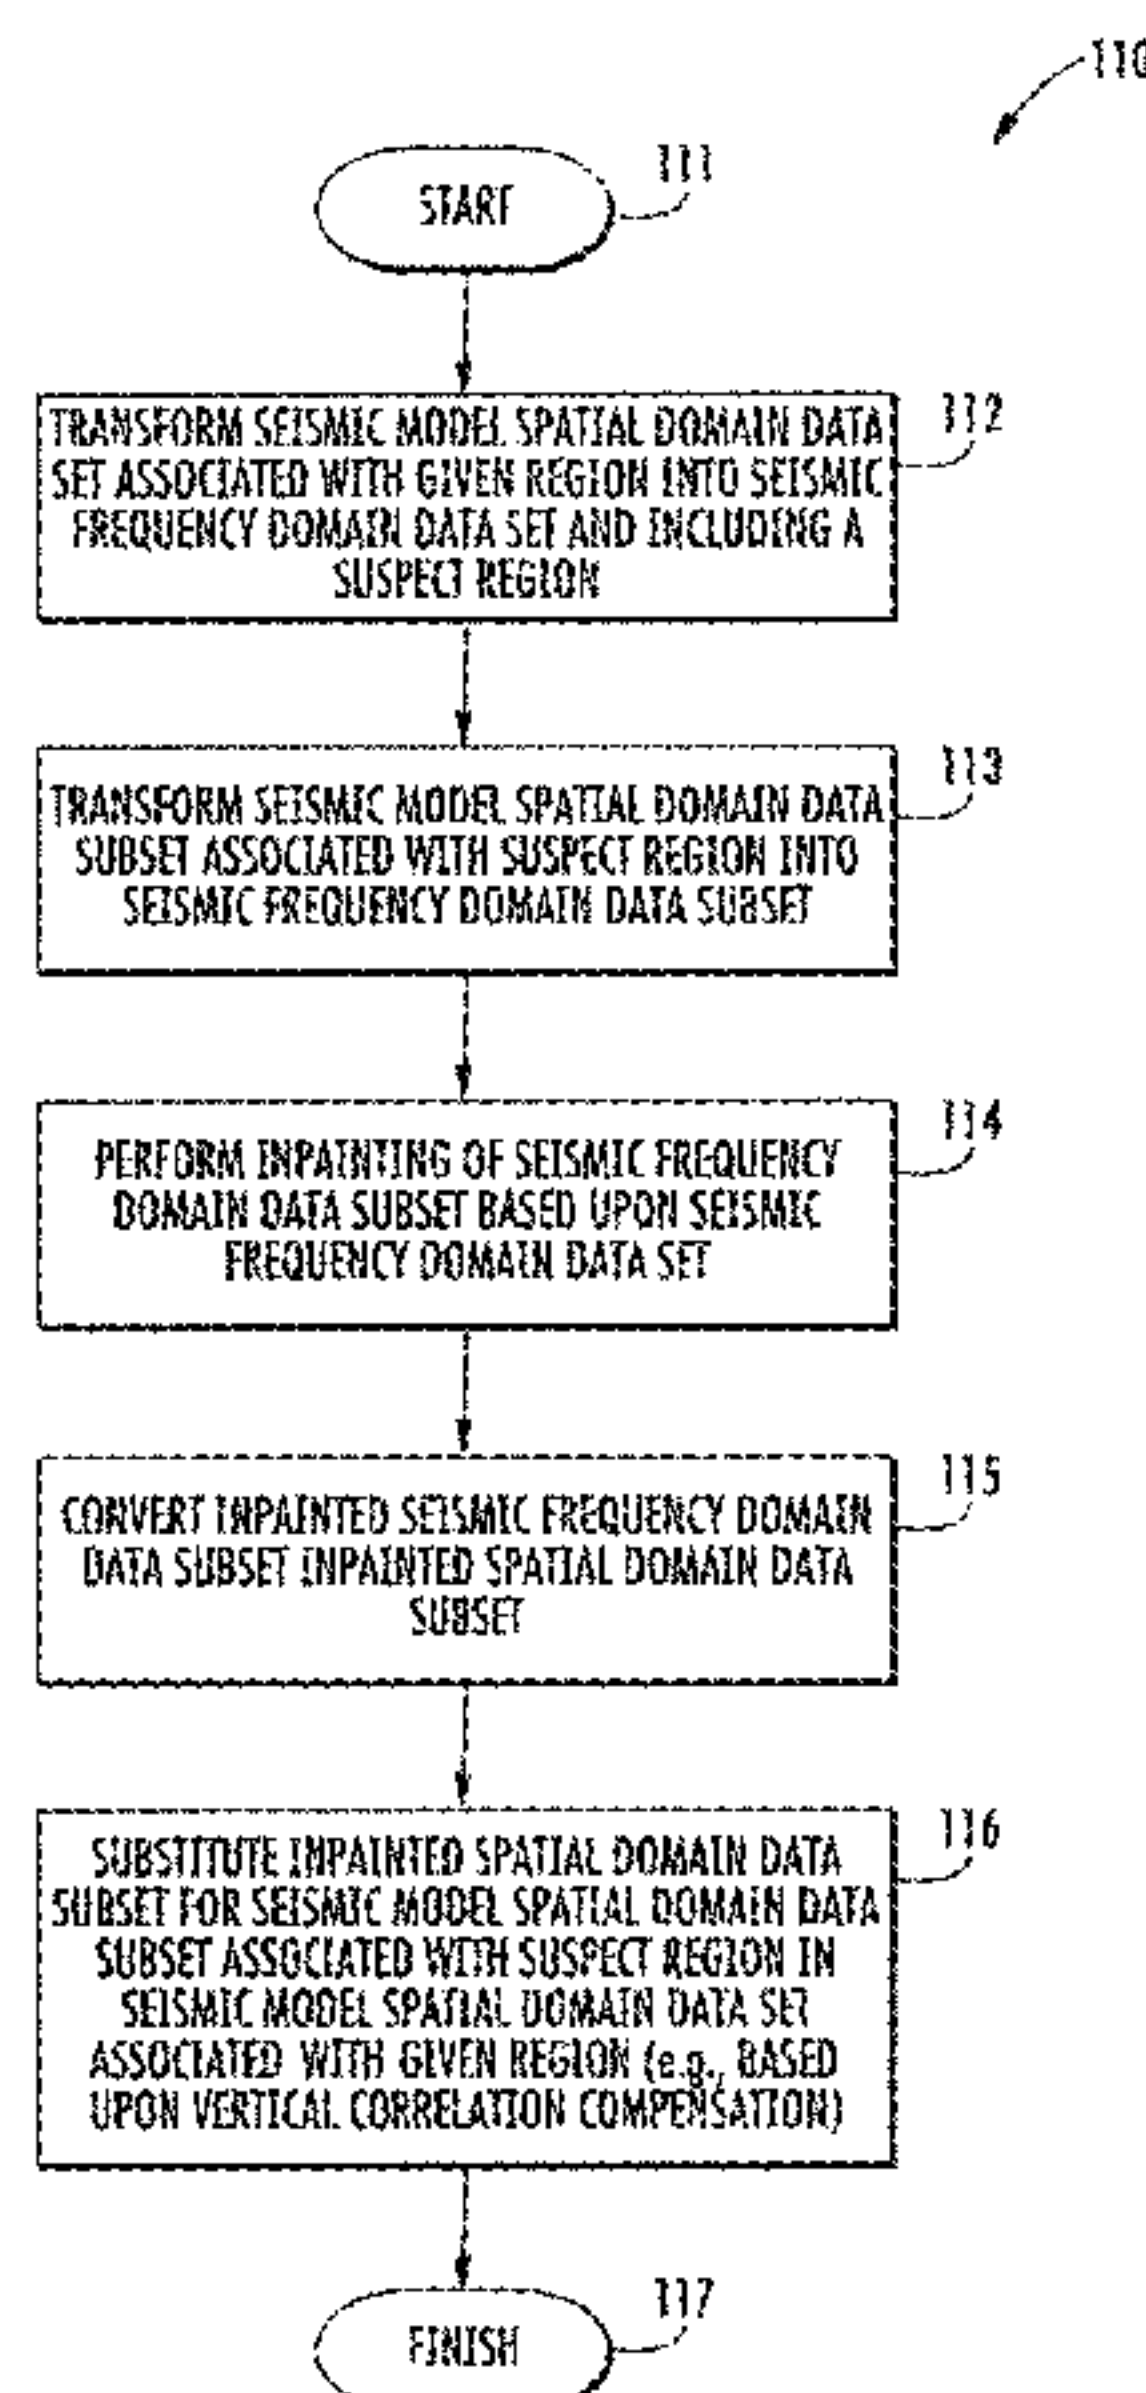 110
START
111
TRANSFORM SEISMIC MODEL SPATIAL DOMAIN DATA
SET ASSOCIATED WITH GIVEN REGION INTO SEISMIC
FREQUENCY DOMAIN DATA SET AND INCLUDING A
SUSPECT REGION
112
TRANSFORM SEISMIC MODEL SPATIAL DOMAIN DATA
SUBSET ASSOCIATED WITH SUSPECT REGION INTO
SEISMIC FREQUENCY DOMAIN DATA SUBSET
113
PERFORM INPAINTING OF SEISMIC FREQUENCY
DOMAIN DATA SUBSET BASED UPON SEISMIC
FREQUENCY DOMAIN DATA SET
114
CONVERT INPAINTED SEISMIC FREQUENCY DOMAIN
DATA SUBSET INPAINTED SPATIAL DOMAIN DATA
SUBSET
115
SUBSTITUTE INPAINTED SPATIAL DOMAIN DATA
SUBSET FOR SEISMIC MODEL SPATIAL DOMAIN DATA
SUBSET ASSOCIATED WITH SUSPECT REGION IN
SEISMIC MODEL SPATIAL DOMAIN DATA SET
ASSOCIATED WITH GIVEN REGION (e.g., BASED
UPON VERTICAL CORRELATION COMPENSATION)
116
FINISH
117